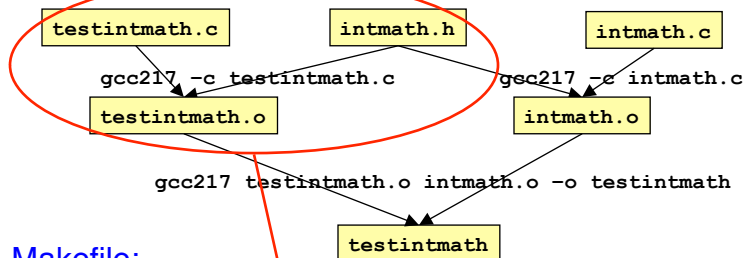 testintmath.c
intmath.h
intmath.c
gcc217 –c testintmath.c
gcc217 –c intmath.c
testintmath.o
intmath.o
gcc217 testintmath.o intmath.o –o testintmath
testintmath
Makefile: